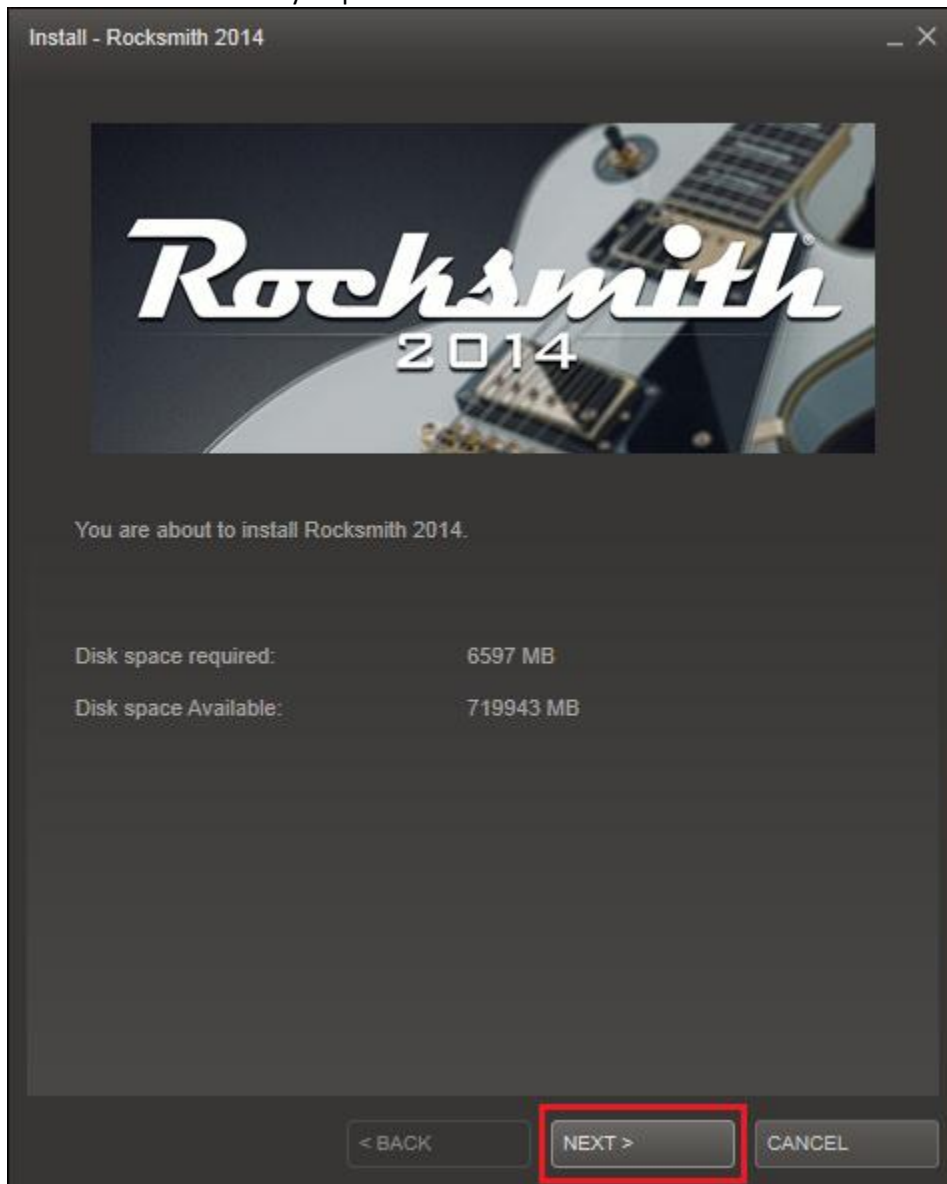 Install - Rocksmith 2014
Rocksmith®
2014
You are about to install Rocksmith 2014.
Disk space required: 6597 MB
Disk space Available: 719943 MB
< BACK NEXT > CANCEL